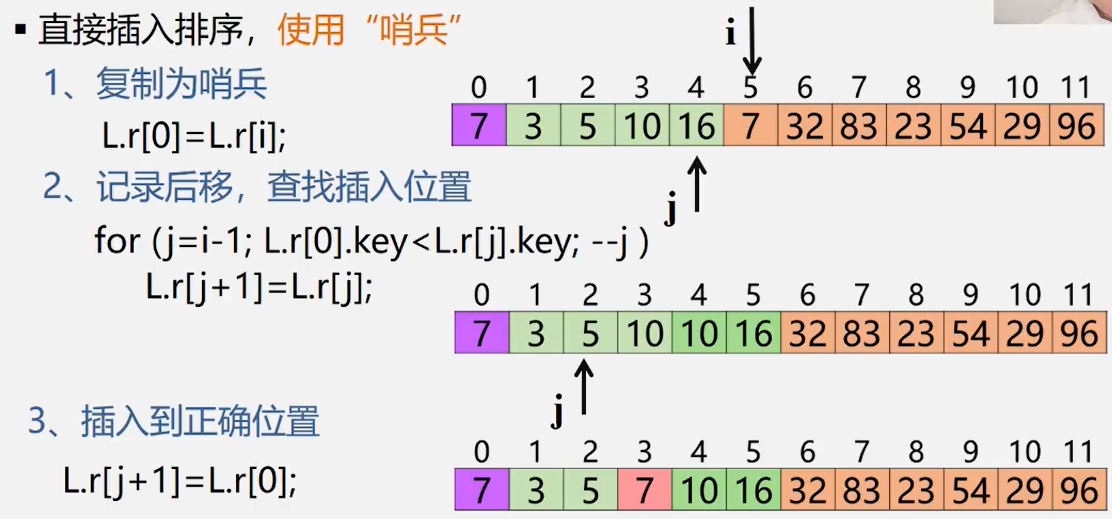 ▪ 直接插入排序，使用“哨兵”
i
1、复制为哨兵
0 1 2 3 4 5 6 7 8 9 10 11
7 3 5 10 16 7 32 83 23 54 29 96
L.r[0]=L.r[i];
j
2、记录后移，查找插入位置
for (j=i-1; L.r[0].key<L.r[j].key; --j )
L.r[j+1]=L.r[j];
0 1 2 3 4 5 6 7 8 9 10 11
7 3 5 10 10 16 32 83 23 54 29 96
j
3、插入到正确位置
L.r[j+1]=L.r[0];
0 1 2 3 4 5 6 7 8 9 10 11
7 3 5 7 10 16 32 83 23 54 29 96